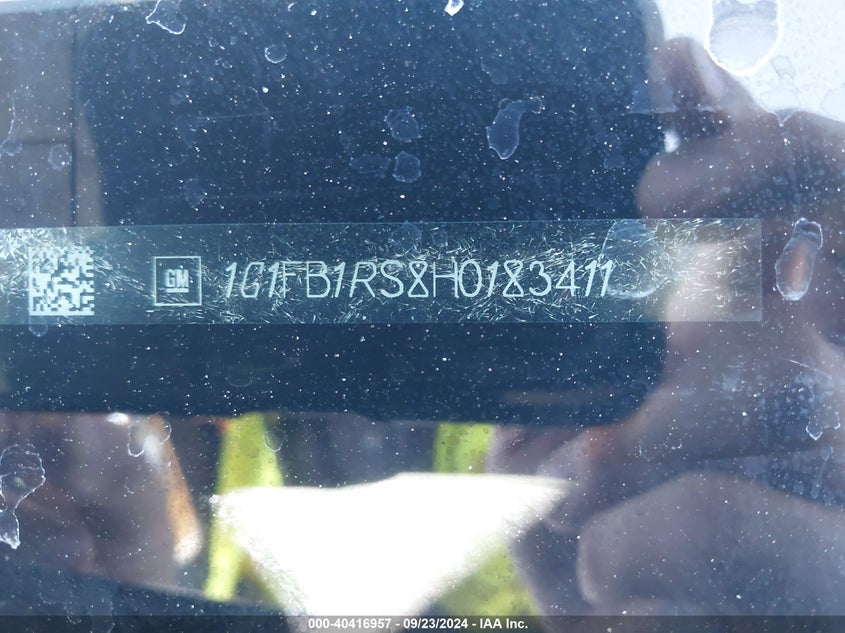 GM 1G1FB1RS8H0183411
000-40416957 - 09/23/2024 - IAA Inc.